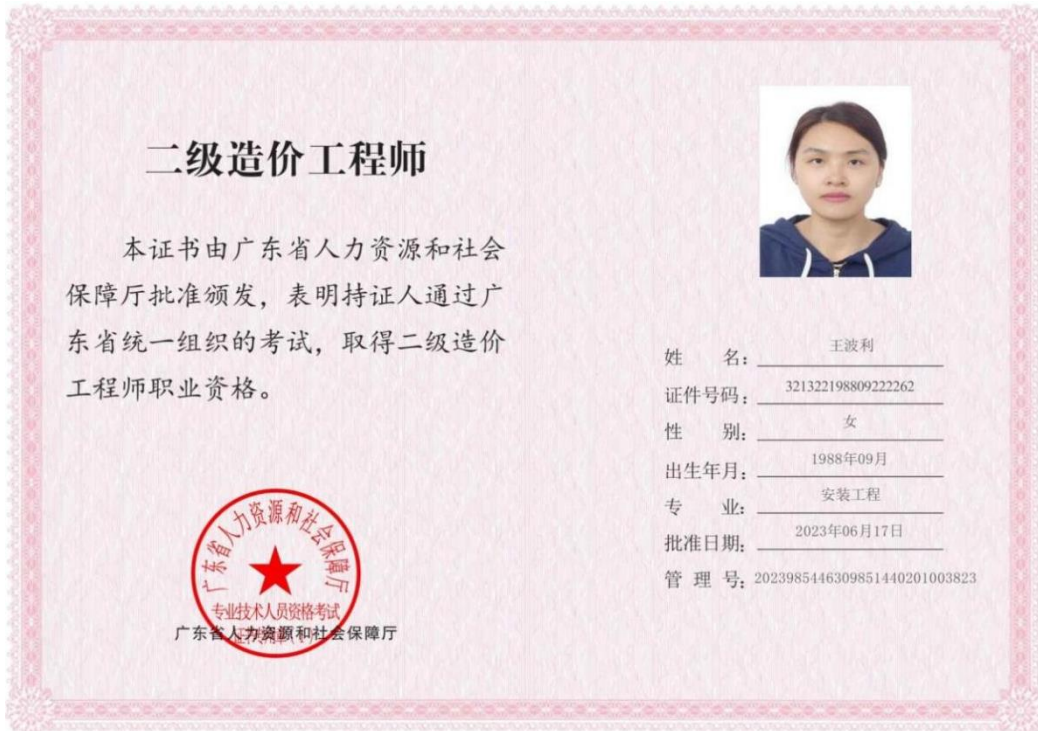 二级造价工程师
本证书由广东省人力资源和社会
保障厅批准颁发，表明持证人通过广
东省统一组织的考试，取得二级造价
工程师职业资格。
广东省人力资源和社会保障厅
专业技术人员资格考试
广东省人力资源和社会保障厅
姓名：王波利
证件号码：321322198809222262
性别：女
出生年月：1988年09月
专业：安装工程
批准日期：2023年06月17日
管理号：2023985446309851440201003823